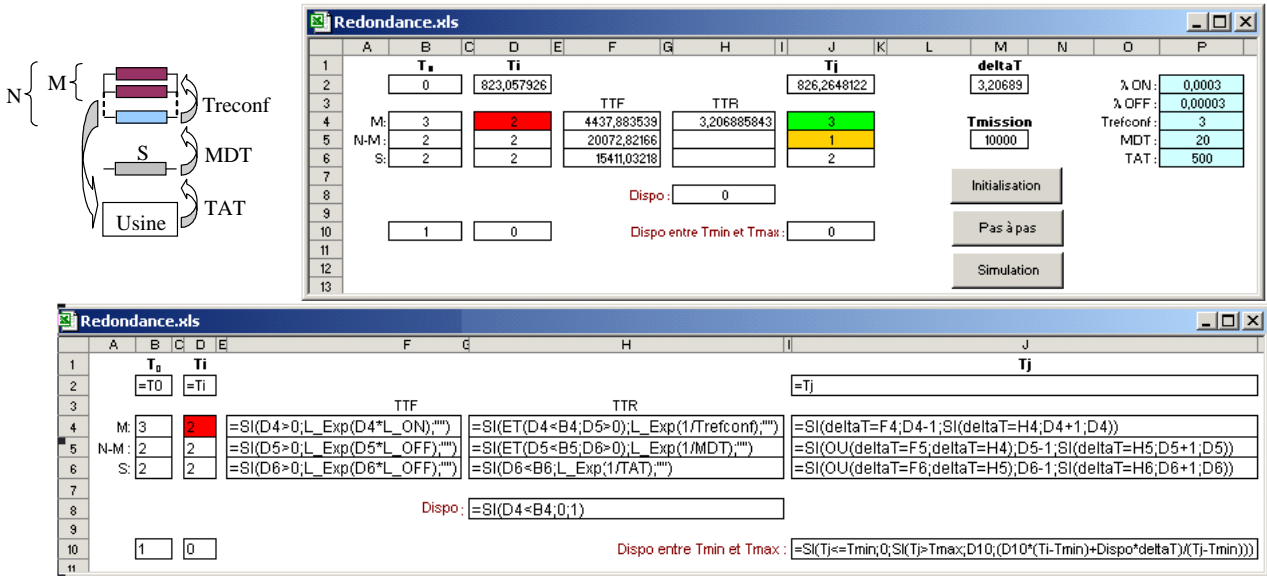 N
M
Treconf
S
MDT
TAT
Usine
Redondance.xls
A B C D E F G H I J K L M N O P
1 T₀ Ti Tj deltaT
2 0 823,057926 826,2648122 3,20689 % ON : 0,0003
3 TTF TTR % OFF : 0,00003
4 M: 3 2 4437,883539 3,206885843 3 Tmission Trefconf : 3
5 N-M : 2 2 20072,82166 1 10000 MDT : 20
6 S: 2 2 15411,03218 2 TAT : 500
7
8 Dispo : 0 Initialisation
9
10 1 0 Dispo entre Tmin et Tmax : 0 Pas à pas
11
12 Simulation
13
Redondance.xls
A B C D E F G H I J
1 T₀ Ti Tj
2 =T0 =Ti =Tj
3 TTF TTR
4 M: 3 2 =SI(D4>0;L_Exp(D4*L_ON);"") =SI(ET(D4<B4;D5>0);L_Exp(1/Trefconf);"") =SI(deltaT=F4;D4-1;SI(deltaT=H4;D4+1;D4))
5 N-M : 2 2 =SI(D5>0;L_Exp(D5*L_OFF);"") =SI(ET(D5<B5;D6>0);L_Exp(1/MDT);"") =SI(OU(deltaT=F5;deltaT=H4);D5-1;SI(deltaT=H5;D5+1;D5))
6 S: 2 2 =SI(D6>0;L_Exp(D6*L_OFF);"") =SI(D6<B6;L_Exp(1/TAT);"") =SI(OU(deltaT=F6;deltaT=H5);D6-1;SI(deltaT=H6;D6+1;D6))
7
8 Dispo : =SI(D4<B4;0;1)
9
10 1 0 Dispo entre Tmin et Tmax : =SI(Tj<=Tmin;0;SI(Tj>Tmax;D10;(D10*(Ti-Tmin)+Dispo*deltaT)/(Tj-Tmin)))
11